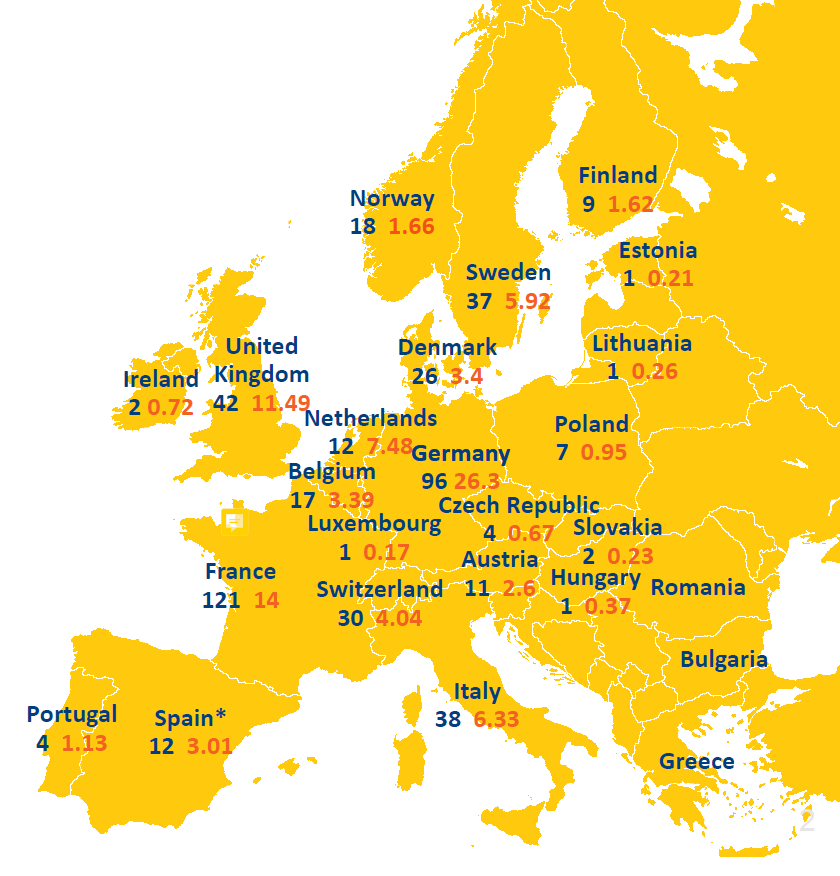 Finland
9 1.62
Norway
18 1.66
Estonia
1 0.21
Sweden
37 5.92
Lithuania
1 0.26
Denmark
26 3.4
United
Kingdom
42 11.49
Ireland
2 0.72
Netherlands
12 7.48
Poland
7 0.95
Germany
96 26.3
Belgium
17 3.39
Czech Republic
4 0.67
Luxembourg
1 0.17
Slovakia
2 0.23
Austria
11 2.6
France
121 14
Switzerland
30 4.04
Hungary
1 0.37
Romania
Bulgaria
Italy
38 6.33
Portugal
4 1.13
Spain*
12 3.01
Greece
2